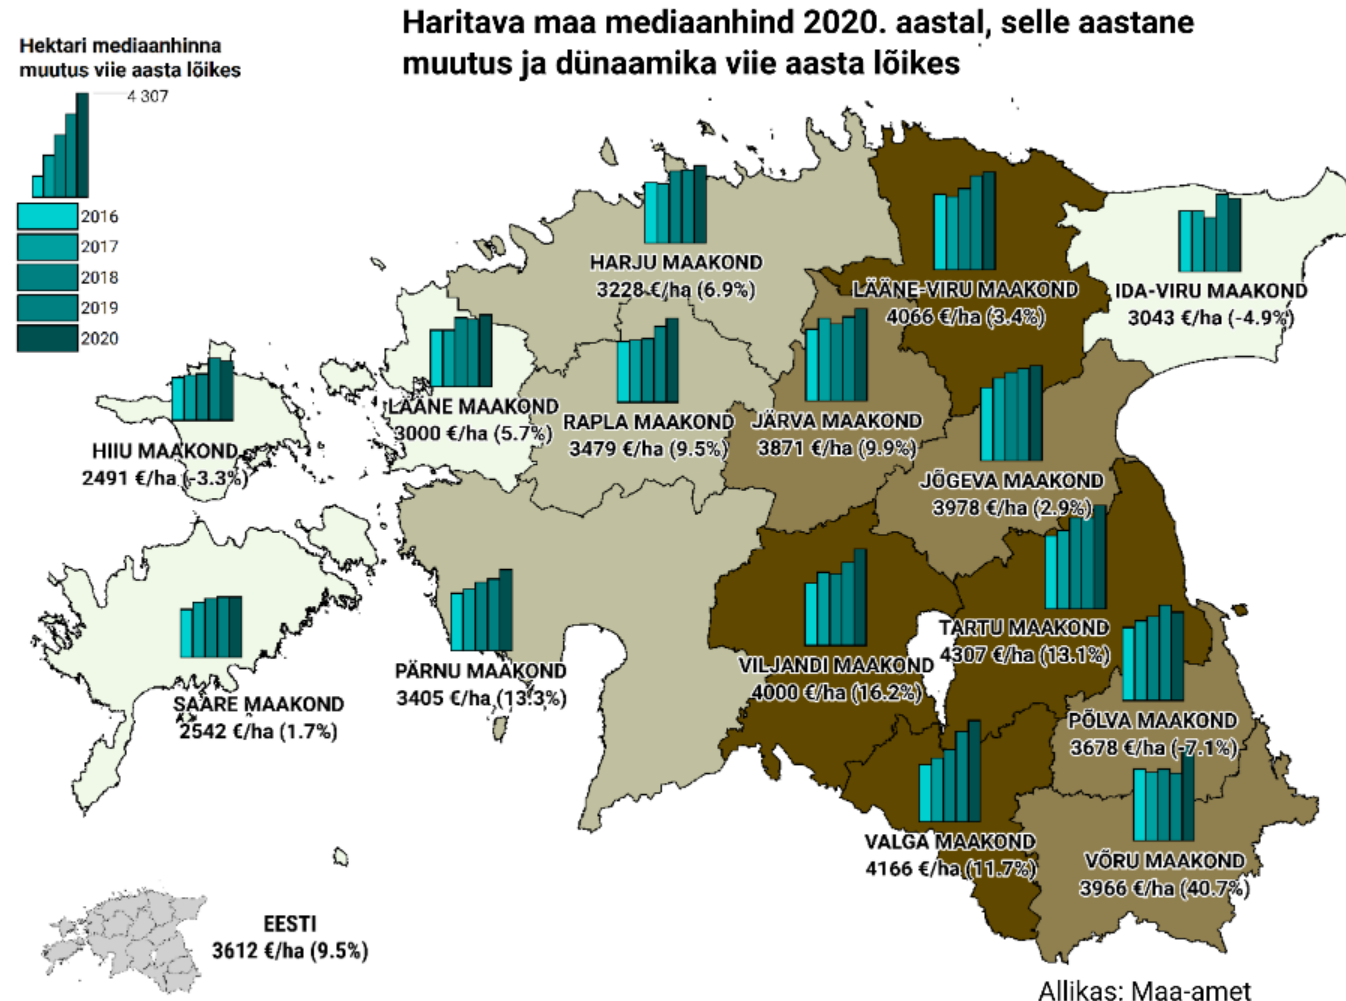 Haritava maa mediaanhind 2020. aastal, selle aastane
muutus ja dünaamika viie aasta lõikes
Hektari mediaanhinna
muutus viie aasta lõikes
4 307
2016
2017
2018
2019
2020
HARJU MAAKOND
3228 €/ha (6.9%)
LÄÄNE-VIRU MAAKOND
4066 €/ha (3.4%)
IDA-VIRU MAAKOND
3043 €/ha (-4.9%)
LÄÄNE MAAKOND
3000 €/ha (5.7%)
RAPLA MAAKOND
3479 €/ha (9.5%)
JÄRVA MAAKOND
3871 €/ha (9.9%)
HIIU MAAKOND
2491 €/ha (-3.3%)
JÕGEVA MAAKOND
3978 €/ha (2.9%)
TARTU MAAKOND
4307 €/ha (13.1%)
PÄRNU MAAKOND
3405 €/ha (13.3%)
VILJANDI MAAKOND
4000 €/ha (16.2%)
SAARE MAAKOND
2542 €/ha (1.7%)
PÕLVA MAAKOND
3678 €/ha (-7.1%)
VALGA MAAKOND
4166 €/ha (11.7%)
VÕRU MAAKOND
3966 €/ha (40.7%)
EESTI
3612 €/ha (9.5%)
Allikas: Maa-amet